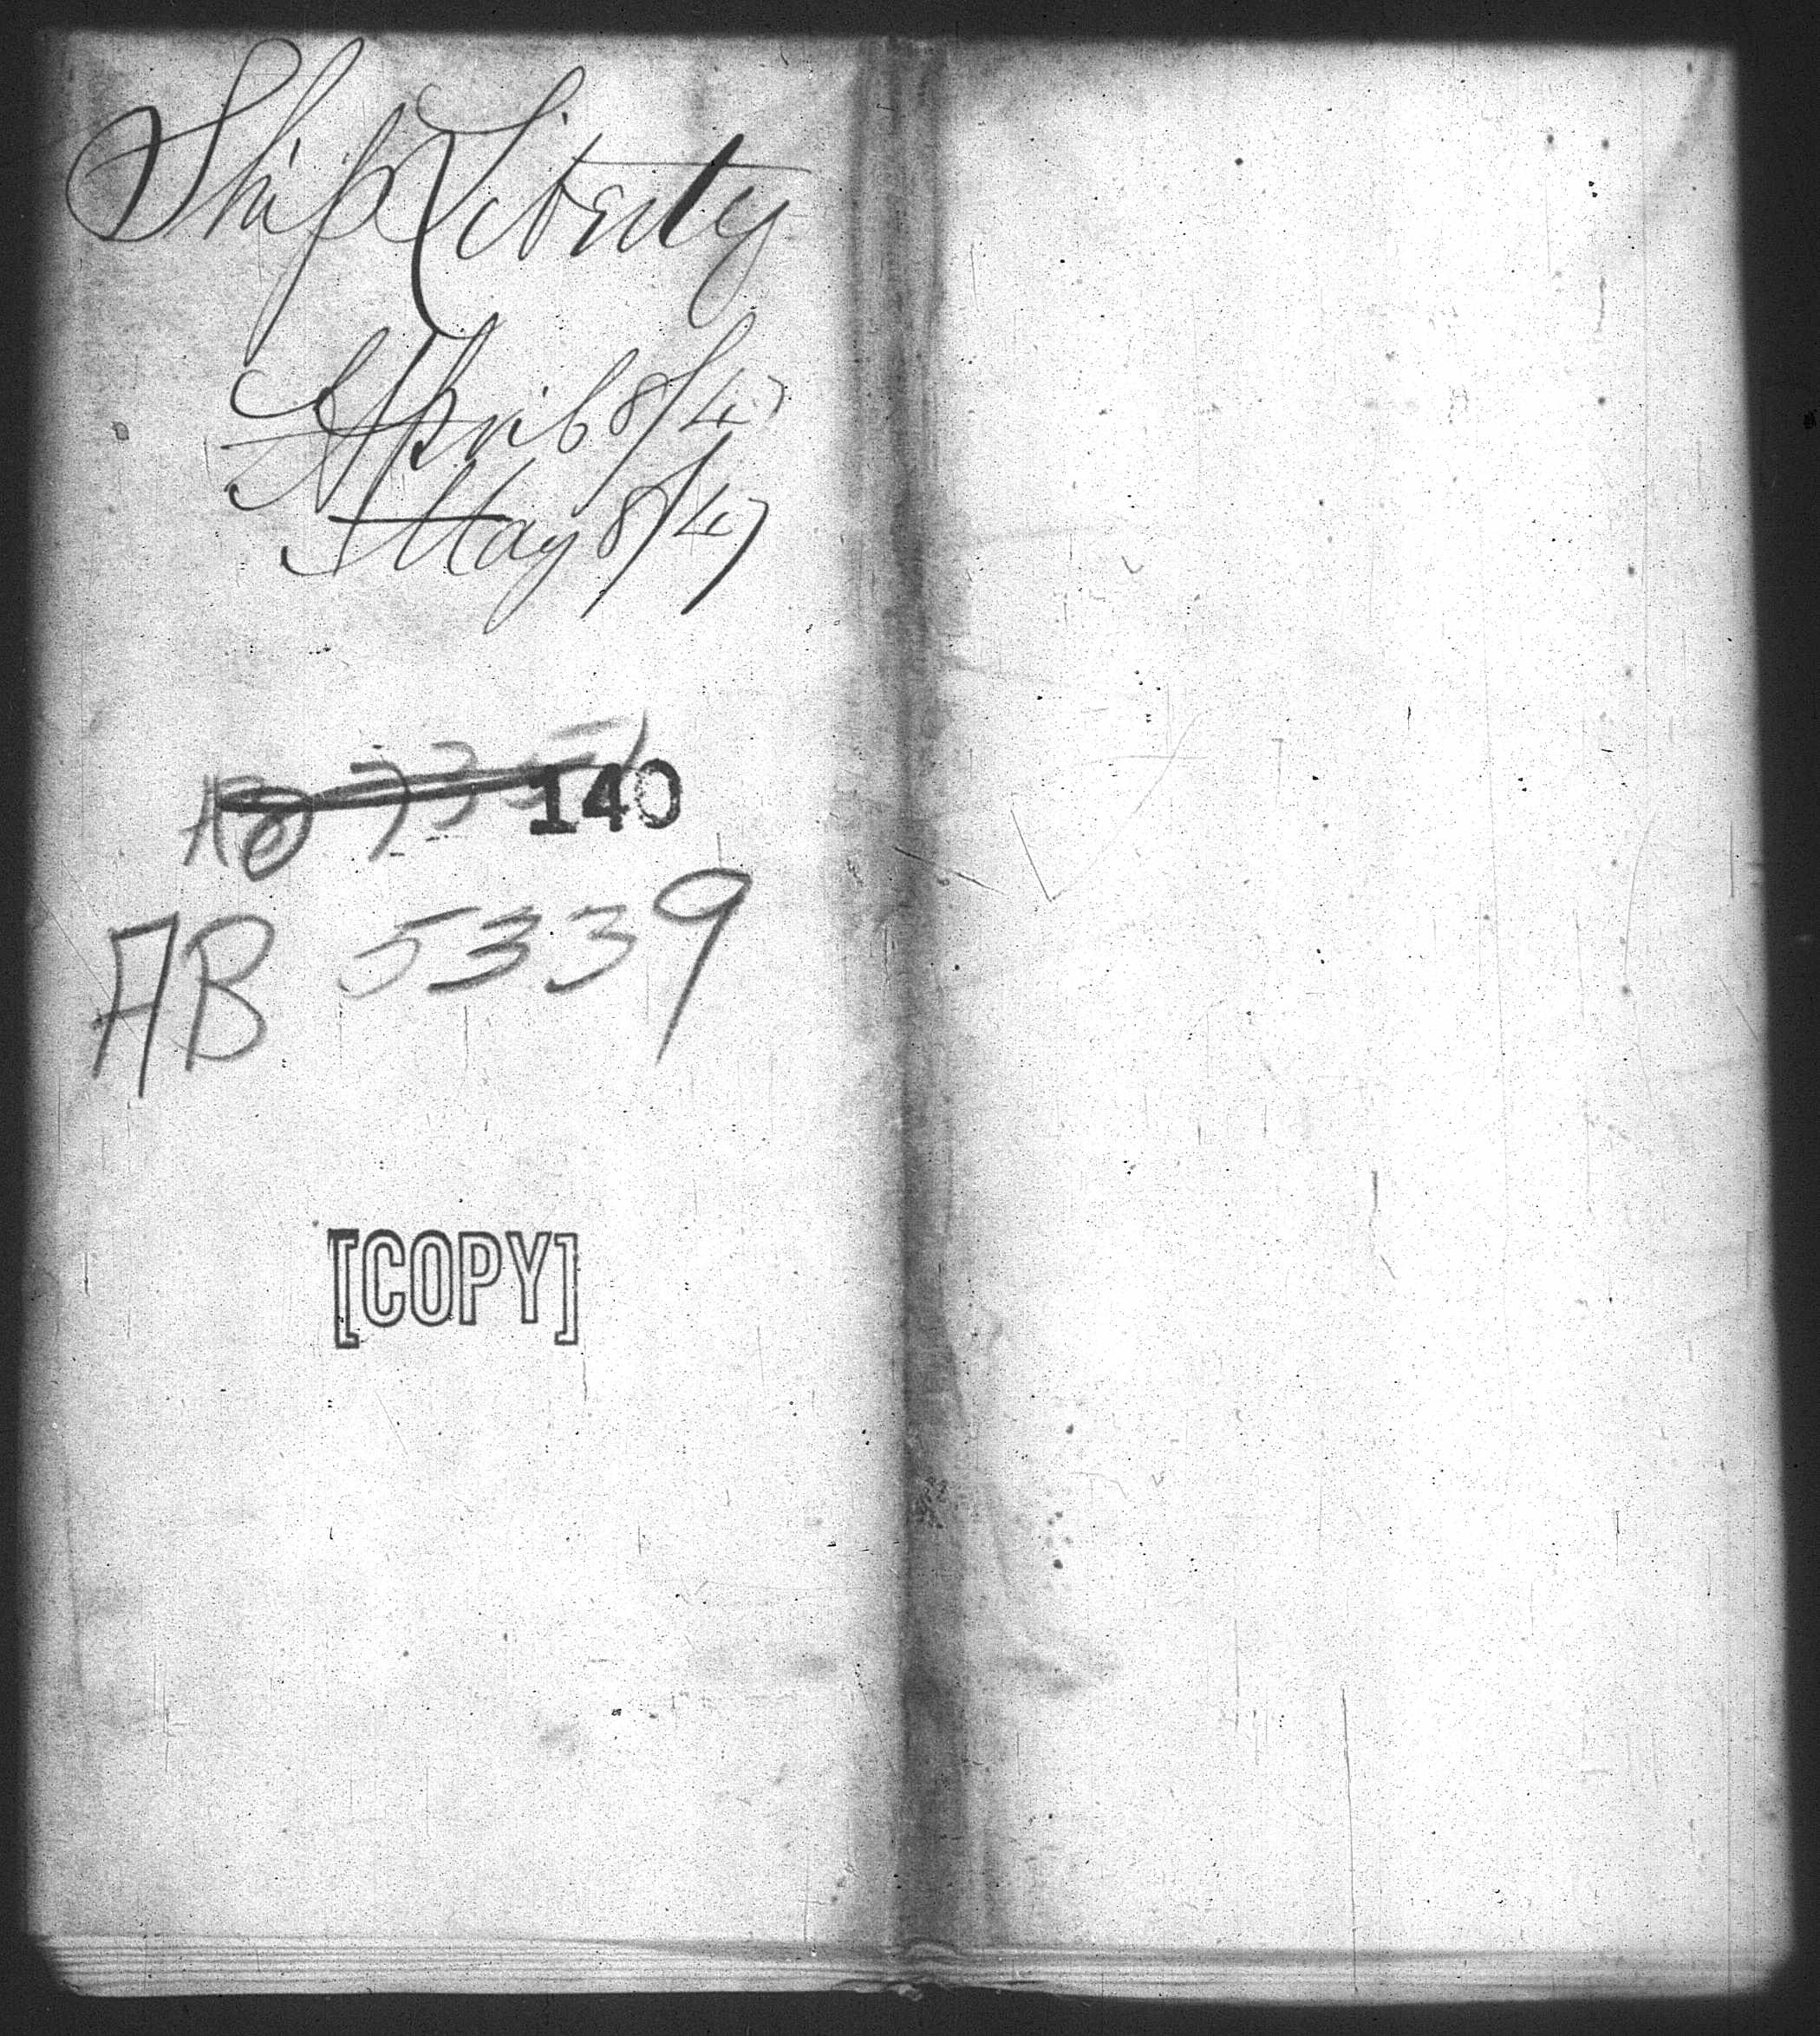 Ship Liberty
April 8/47
May 8/47
140
AB 5339
[COPY]